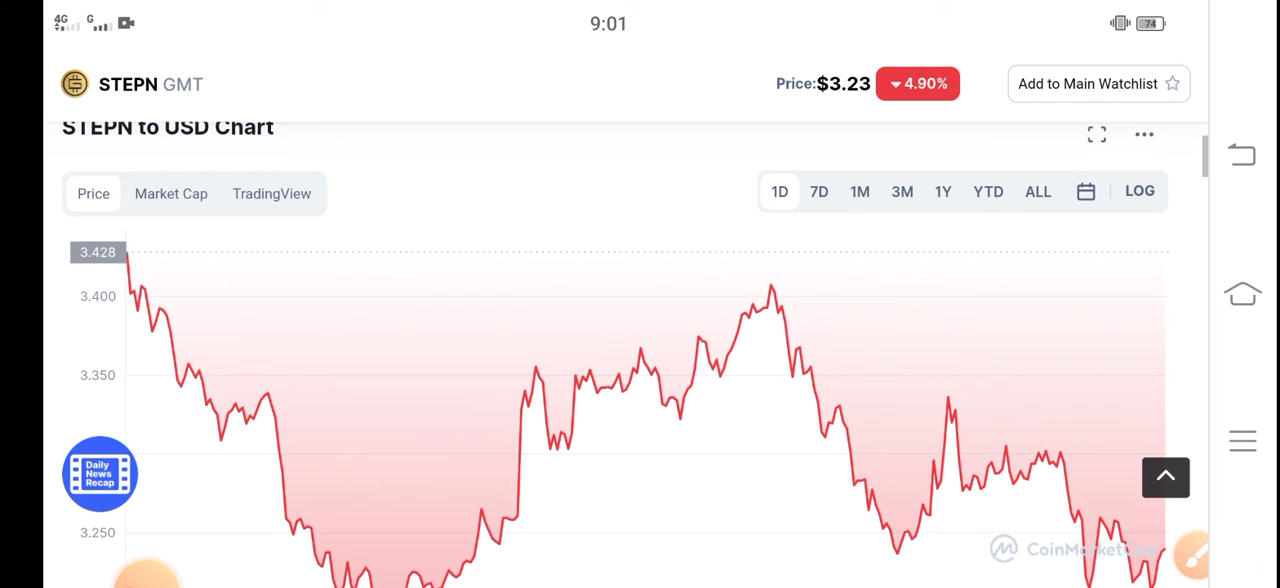 4G G 9:01 74
STEPN GMT Price:$3.23 4.90% Add to Main Watchlist
STEPN to USD Chart
Price Market Cap TradingView 1D 7D 1M 3M 1Y YTD ALL LOG
3.428
3.400
3.350
Daily
News
Recap
3.250
CoinMarketCap